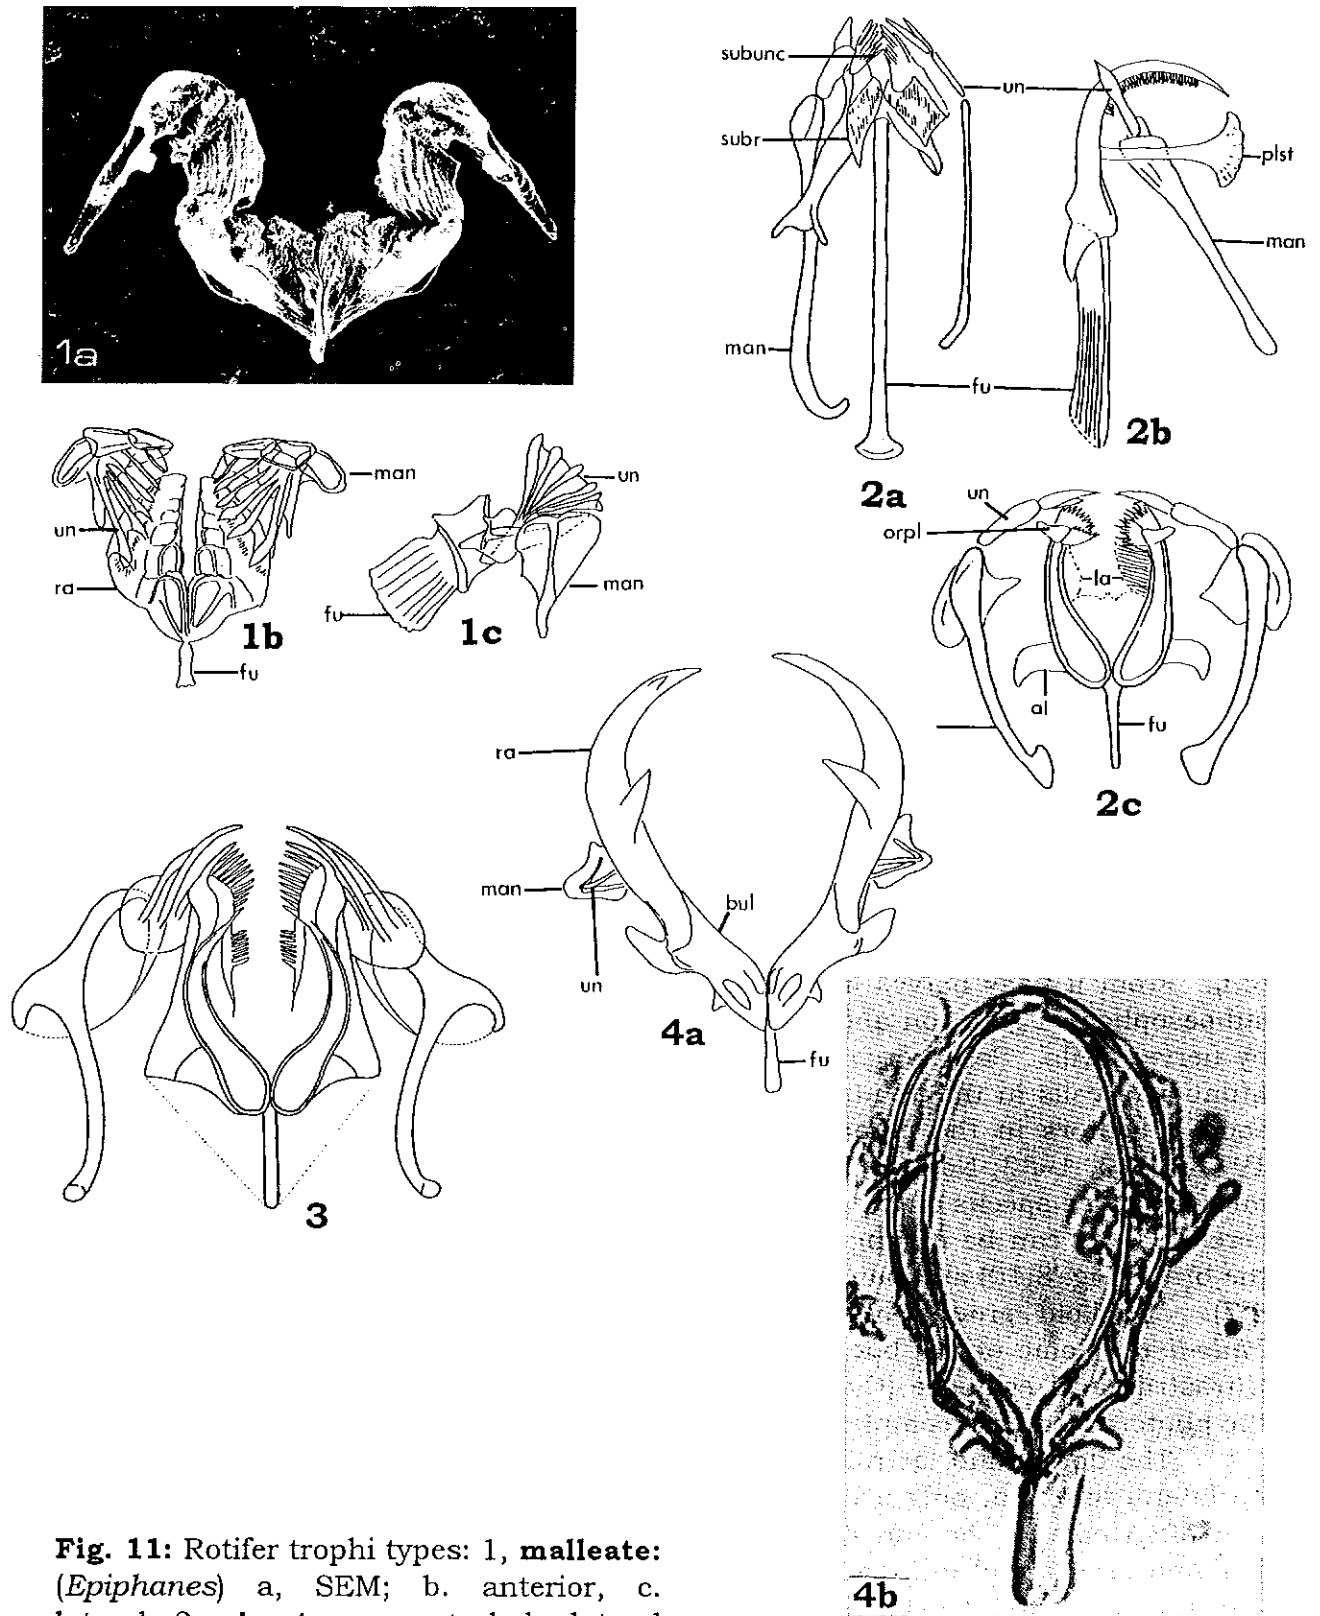 1a
subunc
un
subr
plst
man
man
fu
2b
2a
man
un
ra
1b
fu
un
man
fu
1c
un
orpl
la
al
fu
2c
ra
man
un
bul
4a
fu
3
4b
Fig. 11: Rotifer trophi types: 1, malleate:
(Epiphanes) a, SEM; b. anterior, c.